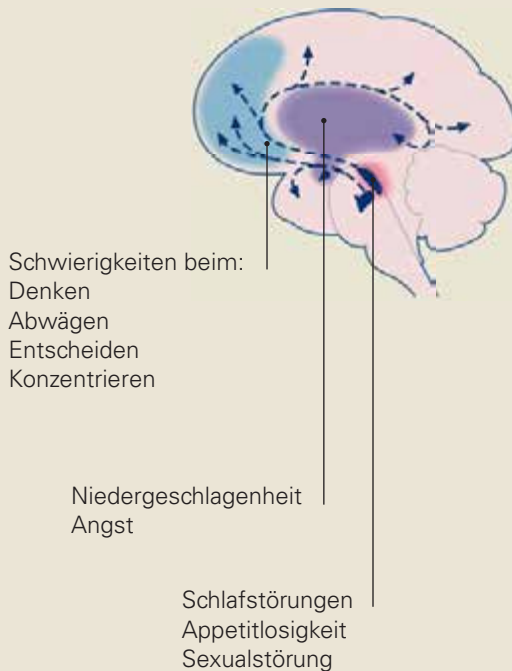 Schwierigkeiten beim:
Denken
Abwägen
Entscheiden
Konzentrieren
Niedergeschlagenheit
Angst
Schlafstörungen
Appetitlosigkeit
Sexualstörung